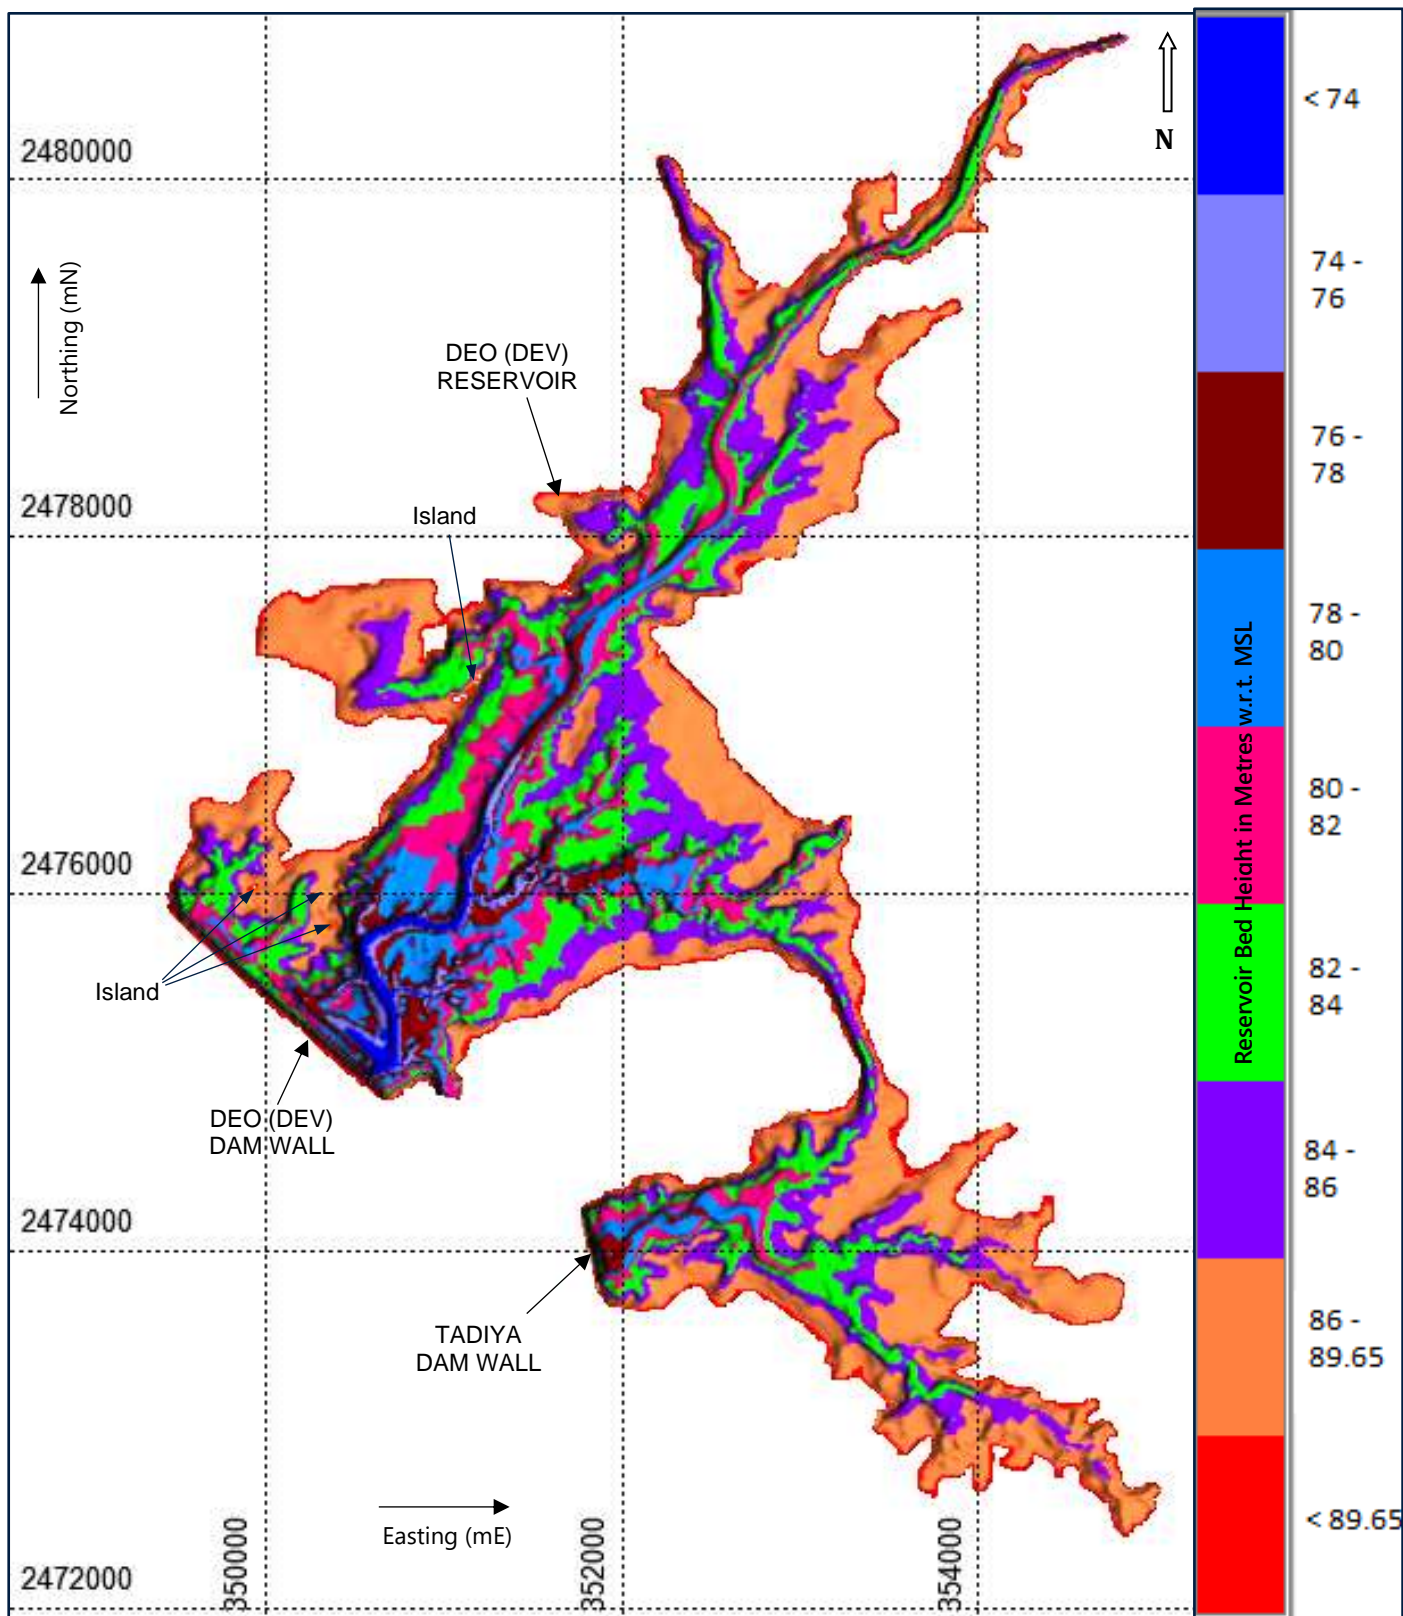 N
2480000
Northing (mN)
DEO (DEV)
RESERVOIR
2478000
Island
2476000
Island
DEO (DEV)
DAM WALL
2474000
TADIYA
DAM WALL
Easting (mE)
2472000
350000
352000
354000
< 74
74 -
76
76 -
78
78 -
80
80 -
82
82 -
84
84 -
86
86 -
89.65
< 89.65
Reservoir Bed Height in Metres w.r.t. MSL